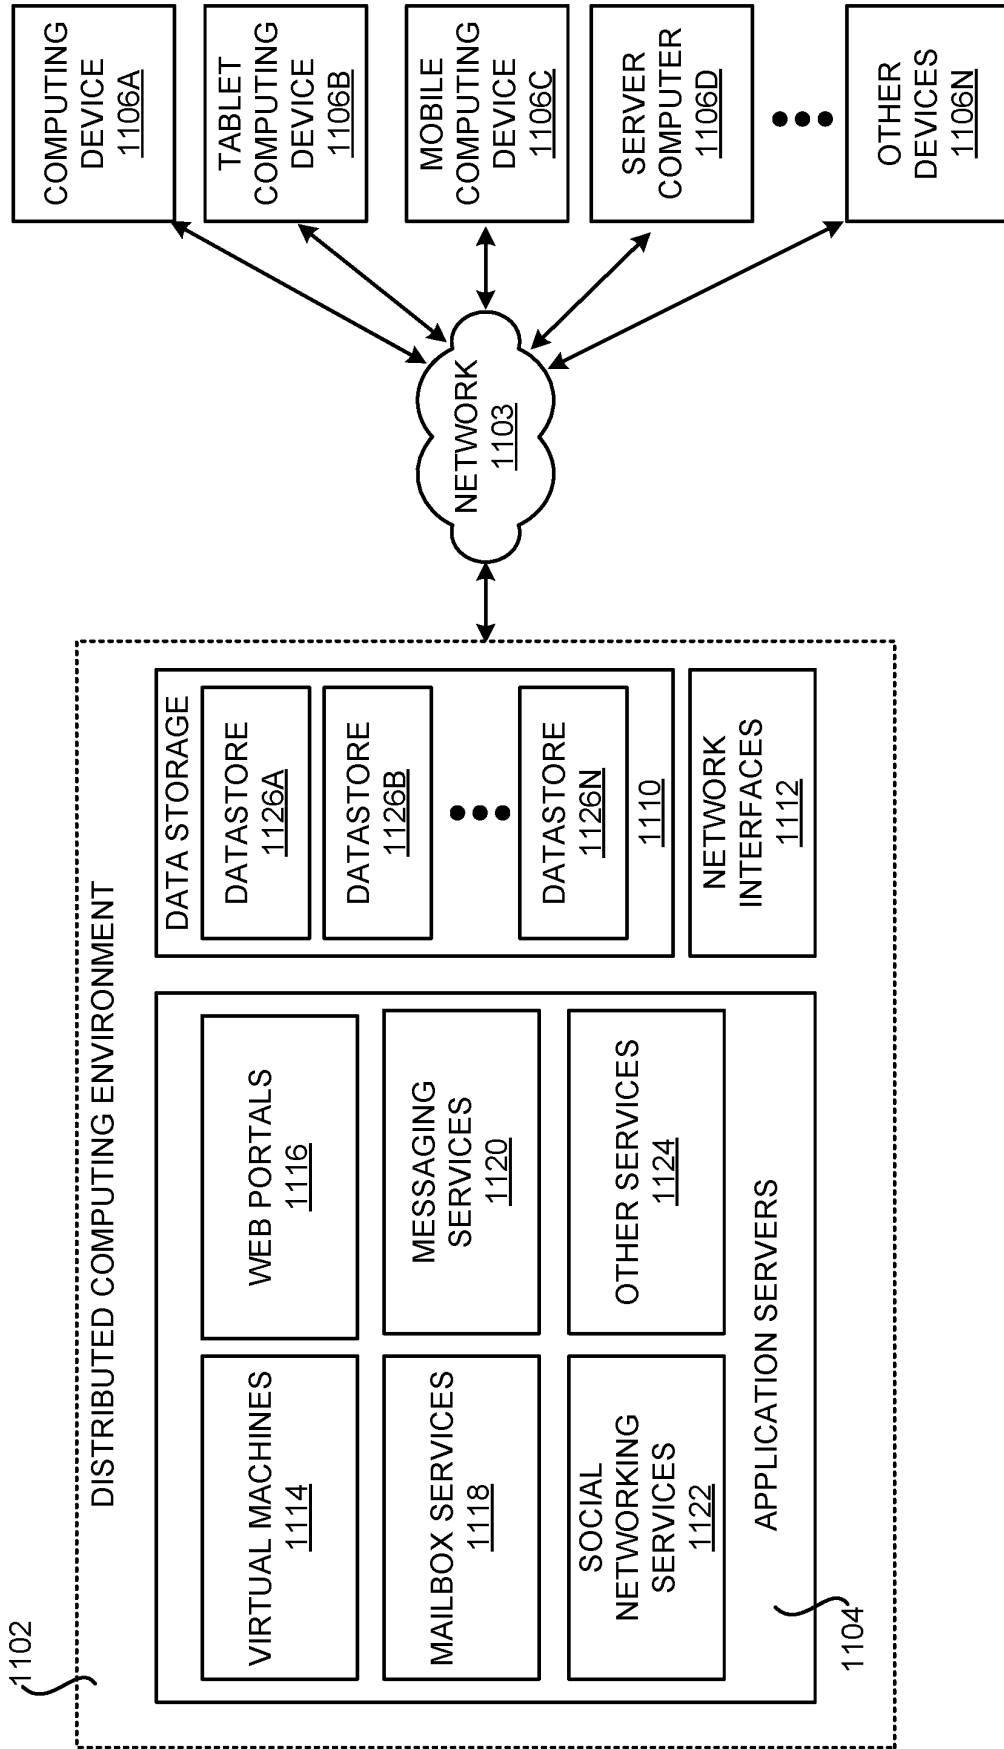 1102
DISTRIBUTED COMPUTING ENVIRONMENT
VIRTUAL MACHINES
1114
WEB PORTALS
1116
MAILBOX SERVICES
1118
MESSAGING
SERVICES
1120
SOCIAL
NETWORKING
SERVICES
1122
OTHER SERVICES
1124
APPLICATION SERVERS
1104
DATA STORAGE
DATASTORE
1126A
DATASTORE
1126B
DATASTORE
1126N
1110
NETWORK
INTERFACES
1112
NETWORK
1103
COMPUTING
DEVICE
1106A
TABLET
COMPUTING
DEVICE
1106B
MOBILE
COMPUTING
DEVICE
1106C
SERVER
COMPUTER
1106D
OTHER
DEVICES
1106N